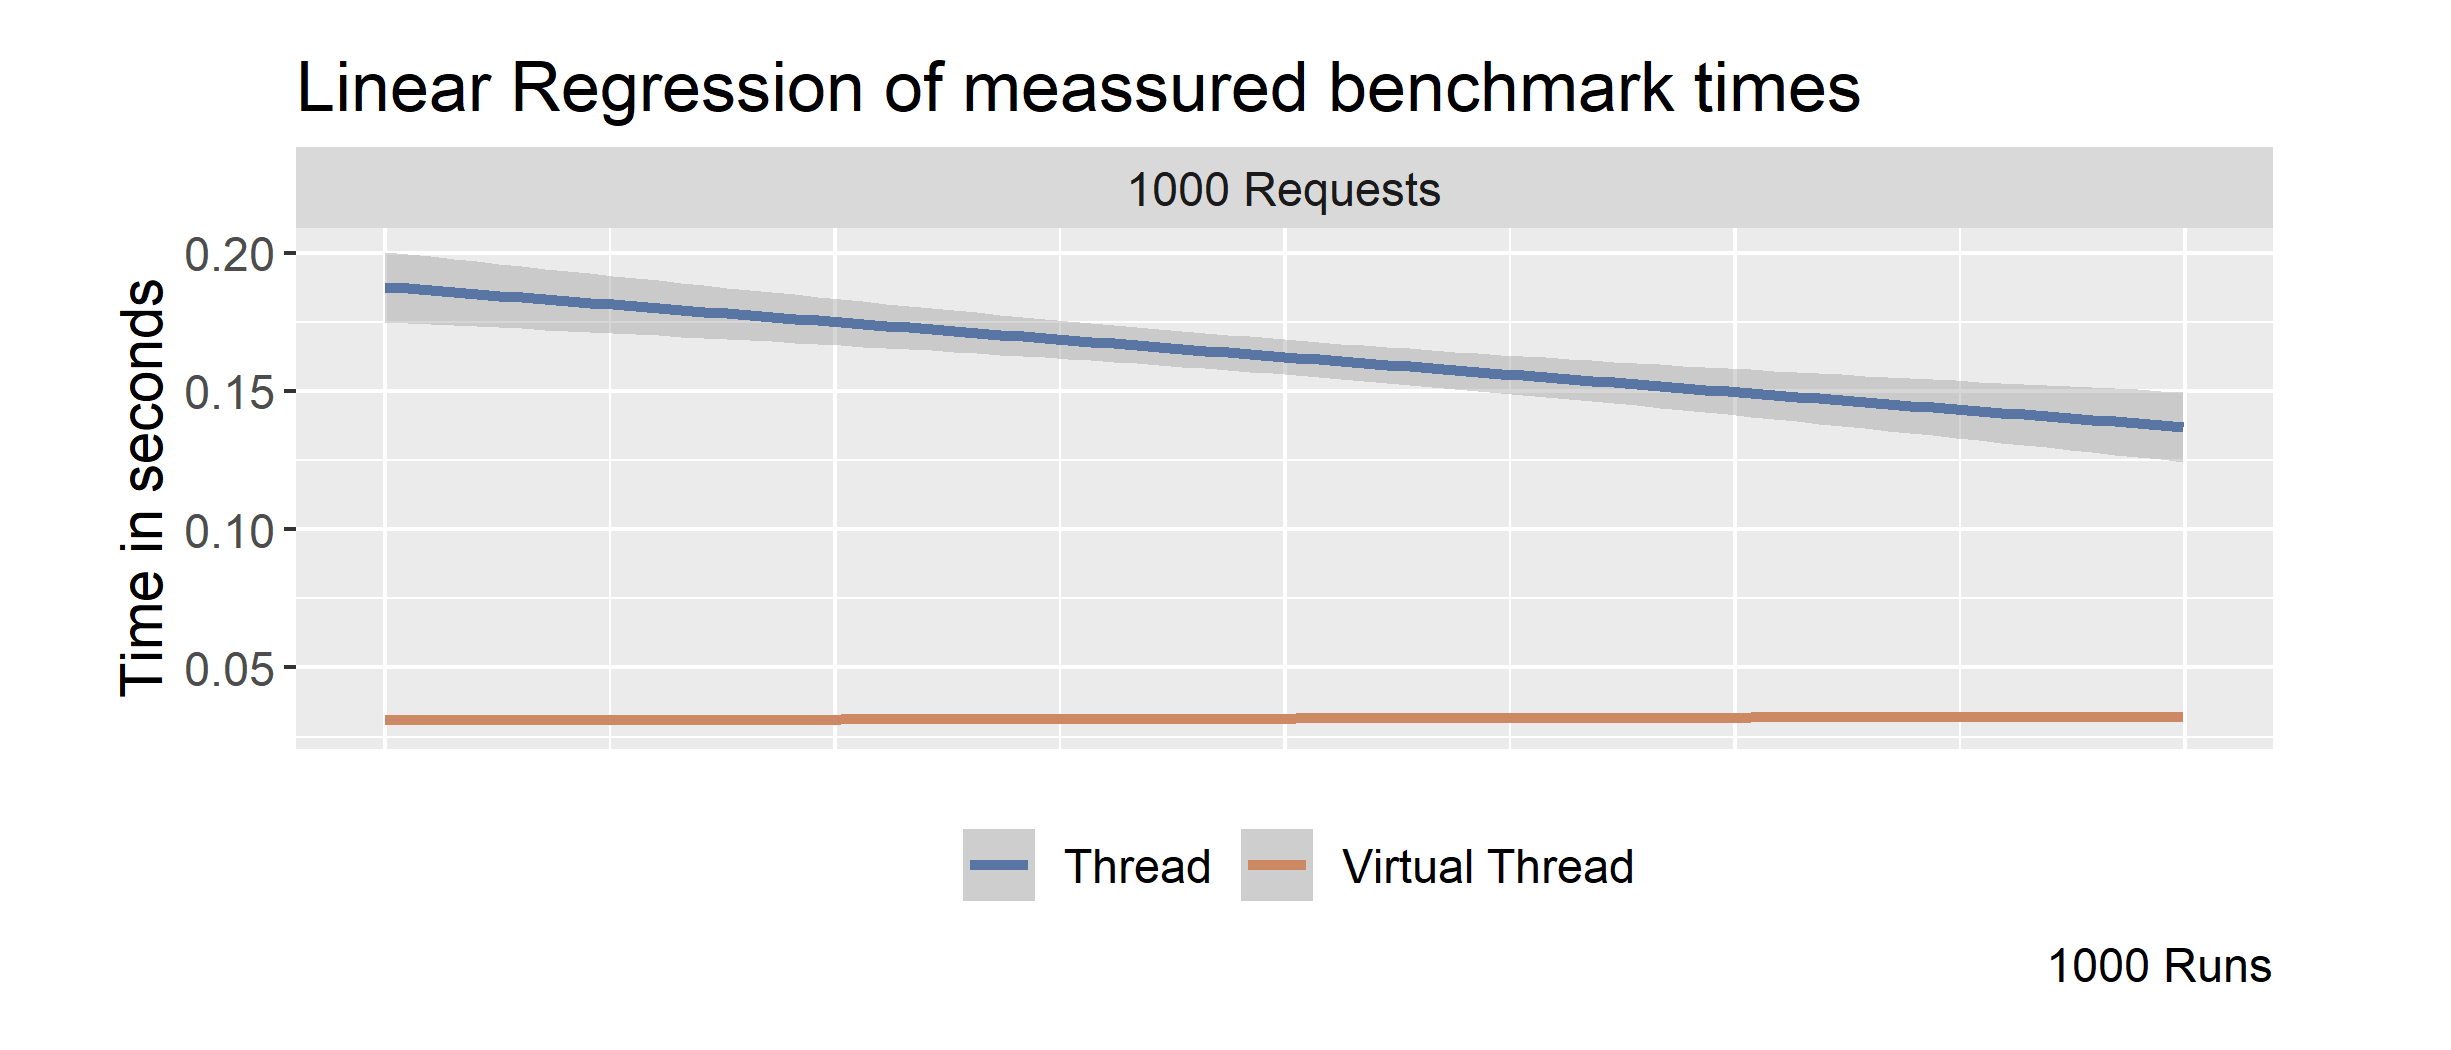 Linear Regression of meassured benchmark times
1000 Requests
Time in seconds
0.20
0.15
0.10
0.05
Thread
Virtual Thread
1000 Runs